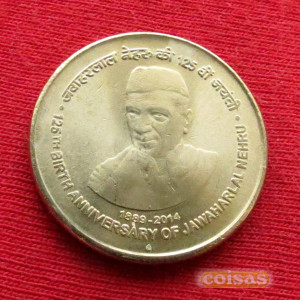 जवाहरलाल नेहरू की 125 वीं जयंती
1889-2014
125TH BIRTH ANNIVERSARY OF JAWAHARLAL NEHRU
coisas